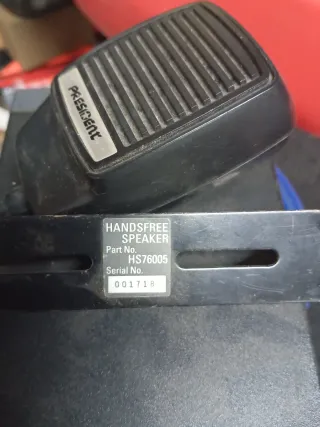 PRESIDENT
HANDSFREE
SPEAKER
Part No.
HS76005
Serial No.
001718